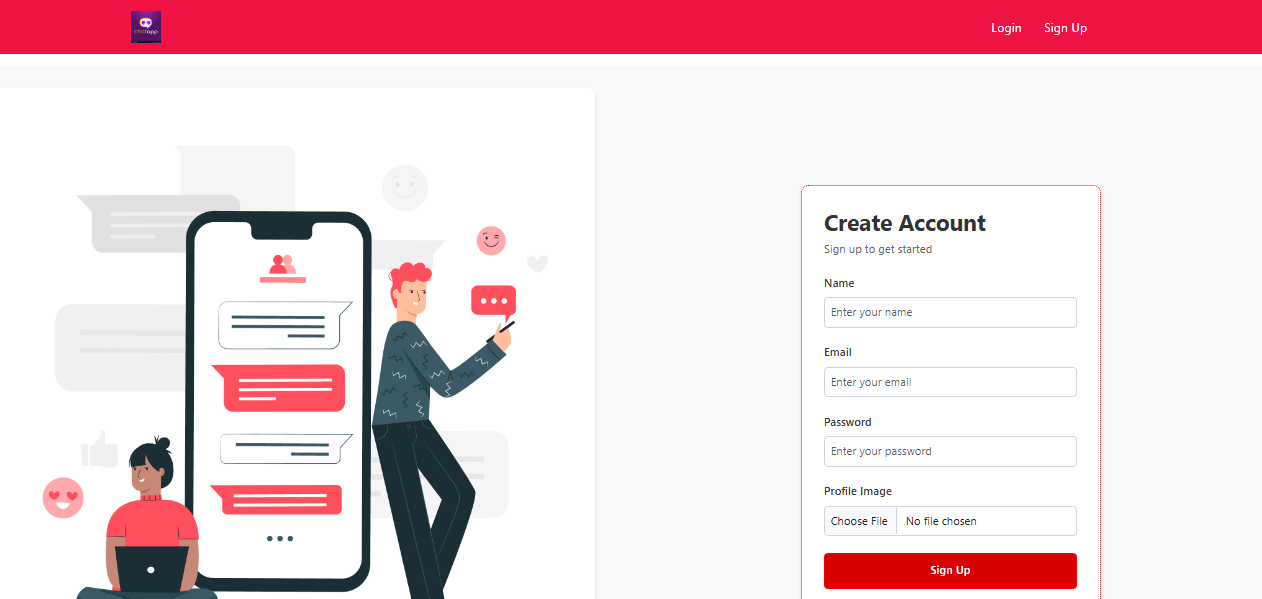 chatapp
Login
Sign Up
Create Account
Sign up to get started
Name
Enter your name
Email
Enter your email
Password
Enter your password
Profile Image
Choose File
No file chosen
Sign Up